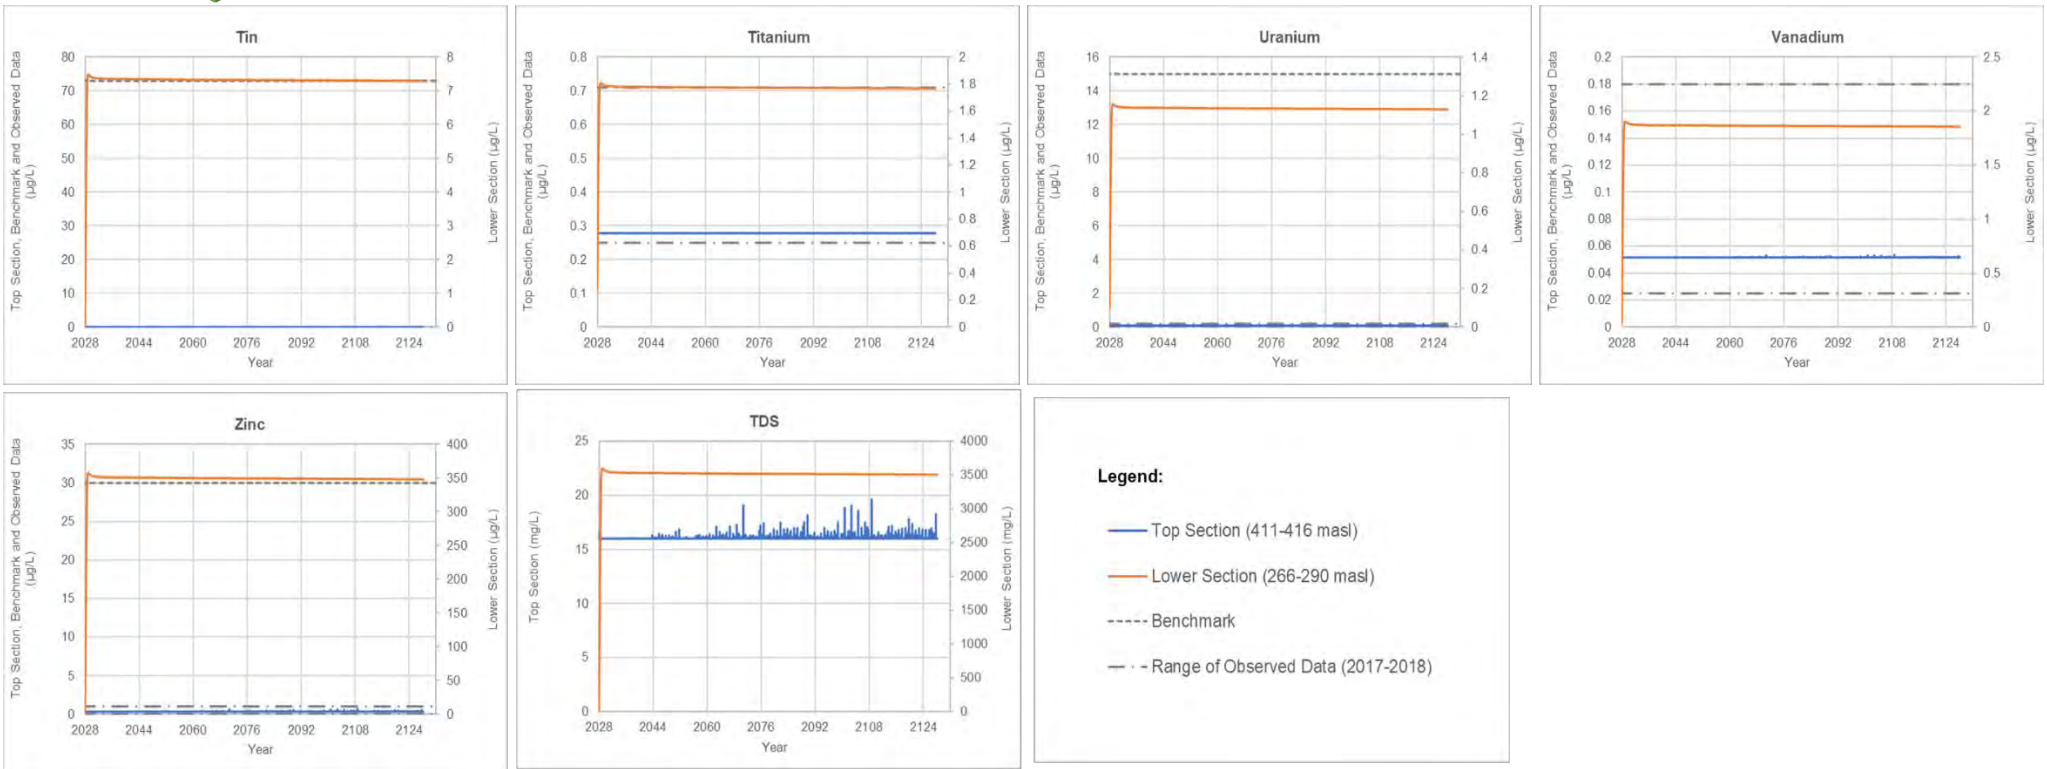 Tin
Top Section, Benchmark and Observed Data
(µg/L)
80
70
60
50
40
30
20
10
0
8
7
6
5
4
3
2
1
0
Lower Section (µg/L)
2028 2044 2060 2076 2092 2108 2124
Year
Titanium
Top Section, Benchmark and Observed Data
(µg/L)
0.8
0.7
0.6
0.5
0.4
0.3
0.2
0.1
0
2
1.8
1.6
1.4
1.2
1
0.8
0.6
0.4
0.2
0
Lower Section (µg/L)
2028 2044 2060 2076 2092 2108 2124
Year
Uranium
Top Section, Benchmark and Observed Data
(µg/L)
16
14
12
10
8
6
4
2
0
1.4
1.2
1
0.8
0.6
0.4
0.2
0
Lower Section (µg/L)
2028 2044 2060 2076 2092 2108 2124
Year
Vanadium
Top Section, Benchmark and Observed Data
(µg/L)
0.2
0.18
0.16
0.14
0.12
0.1
0.08
0.06
0.04
0.02
0
2.5
2
1.5
1
0.5
0
Lower Section (µg/L)
2028 2044 2060 2076 2092 2108 2124
Year
Zinc
Top Section, Benchmark and Observed Data
(µg/L)
35
30
25
20
15
10
5
0
400
350
300
250
200
150
100
50
0
Lower Section (µg/L)
2028 2044 2060 2076 2092 2108 2124
Year
TDS
Top Section (mg/L)
25
20
15
10
5
0
4000
3500
3000
2500
2000
1500
1000
500
0
Lower Section (mg/L)
2028 2044 2060 2076 2092 2108 2124
Year
Legend:
Top Section (411-416 masl)
Lower Section (266-290 masl)
Benchmark
Range of Observed Data (2017-2018)